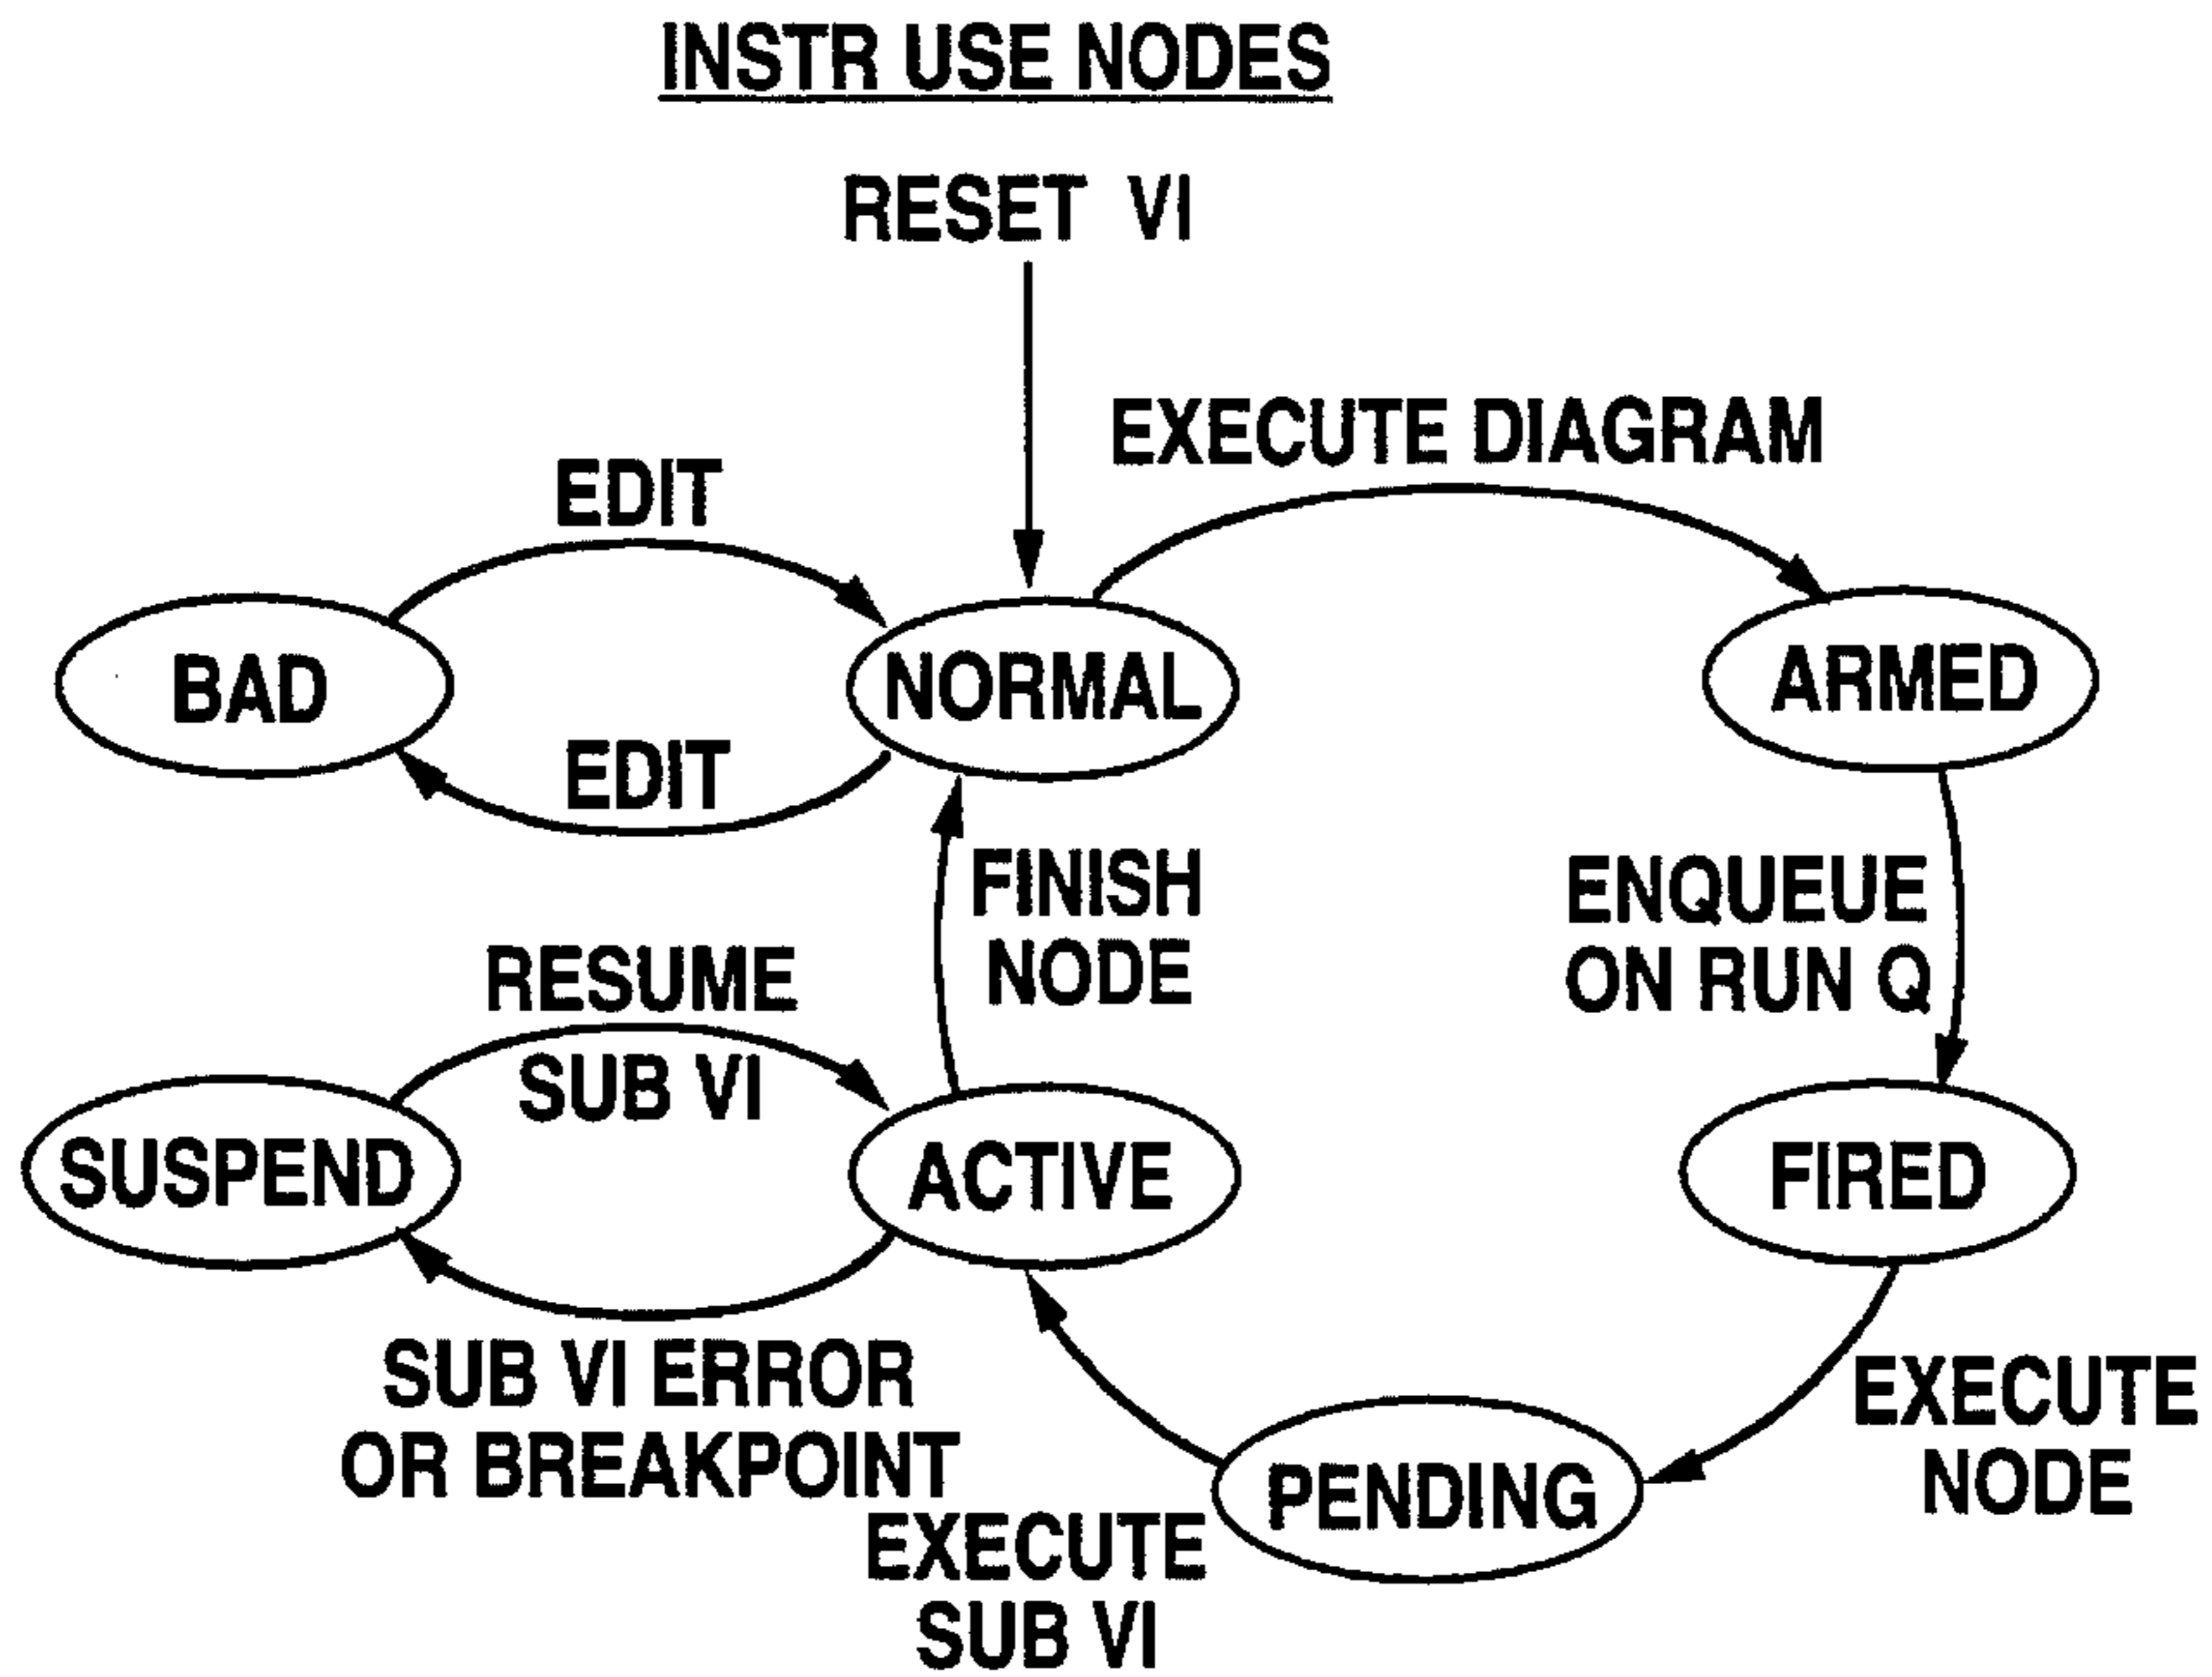 INSTR USE NODES
RESET VI
EXECUTE DIAGRAM
EDIT
BAD
NORMAL
ARMED
EDIT
FINISH
NODE
ENQUEUE
ON RUN Q
RESUME
SUB VI
SUSPEND
ACTIVE
FIRED
SUB VI ERROR
OR BREAKPOINT
EXECUTE
NODE
PENDING
EXECUTE
SUB VI